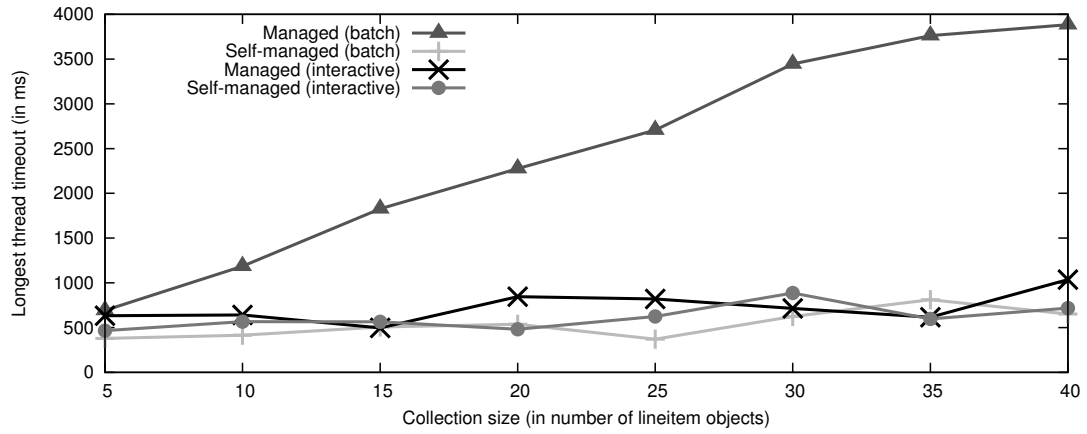 4000
3500
3000
2500
2000
1500
1000
500
0
Longest thread timeout (in ms)
Managed (batch)
Self-managed (batch)
Managed (interactive)
Self-managed (interactive)
5 10 15 20 25 30 35 40
Collection size (in number of lineitem objects)